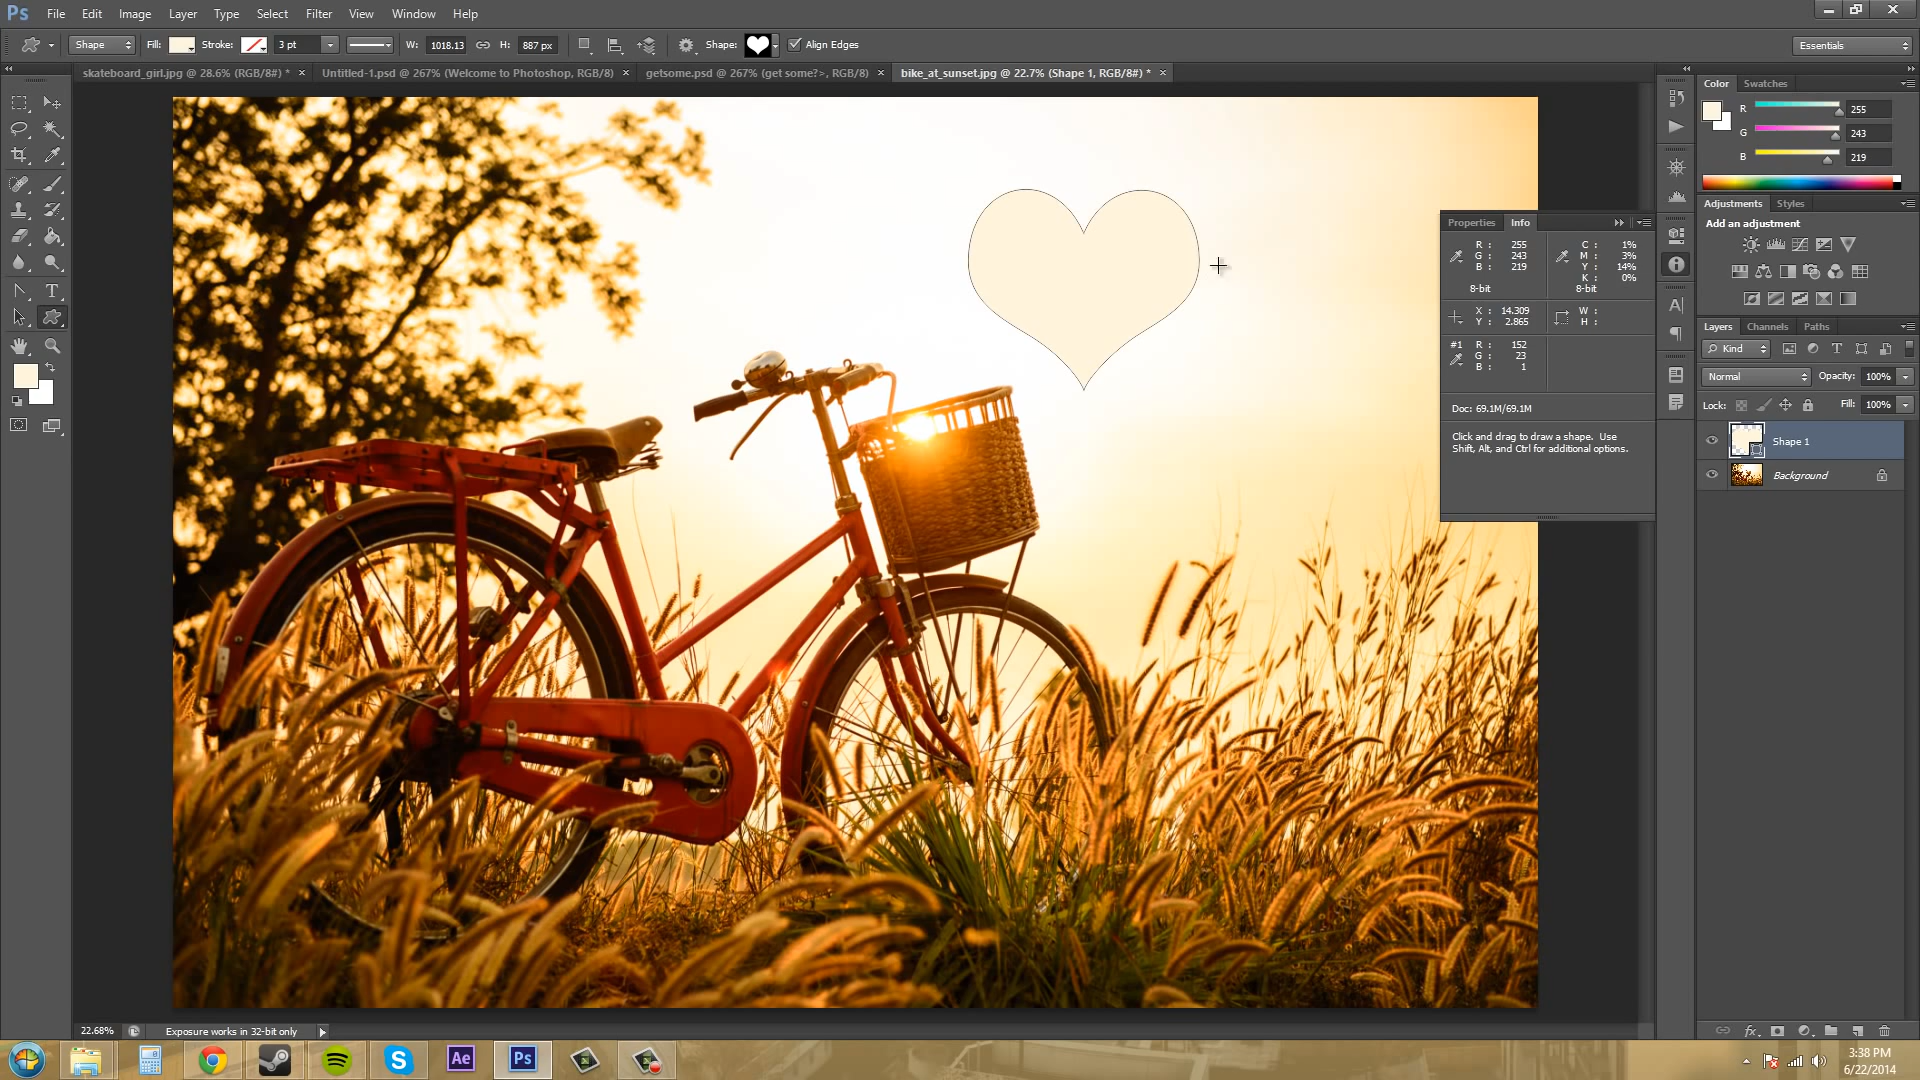 Ps File Edit Image Layer Type Select Filter View Window Help
Shape Fill: Stroke: 3 pt W: 1018.13 H: 887 px Shape: Align Edges Essentials
skateboard_girl.jpg @ 28.6% (RGB/8#) * × Untitled-1.psd @ 267% (Welcome to Photoshop, RGB/8) × getsome.psd @ 267% (get some?>, RGB/8) × bike_at_sunset.jpg @ 22.7% (Shape 1, RGB/8#) * ×
Color Swatches
R 255
G 243
B 219
Adjustments Styles
Add an adjustment
Properties Info
R : 255 C : 1%
G : 243 M : 3%
B : 219 Y : 14%
K : 0%
8-bit 8-bit
X : 14.309 W :
Y : 2.865 H :
#1 R : 152
G : 23
B : 1
Doc: 69.1M/69.1M
Click and drag to draw a shape. Use
Shift, Alt, and Ctrl for additional options.
Layers Channels Paths
Kind
Normal Opacity: 100%
Lock: Fill: 100%
Shape 1
Background
22.68% Exposure works in 32-bit only
Ae Ps
3:38 PM
6/22/2014